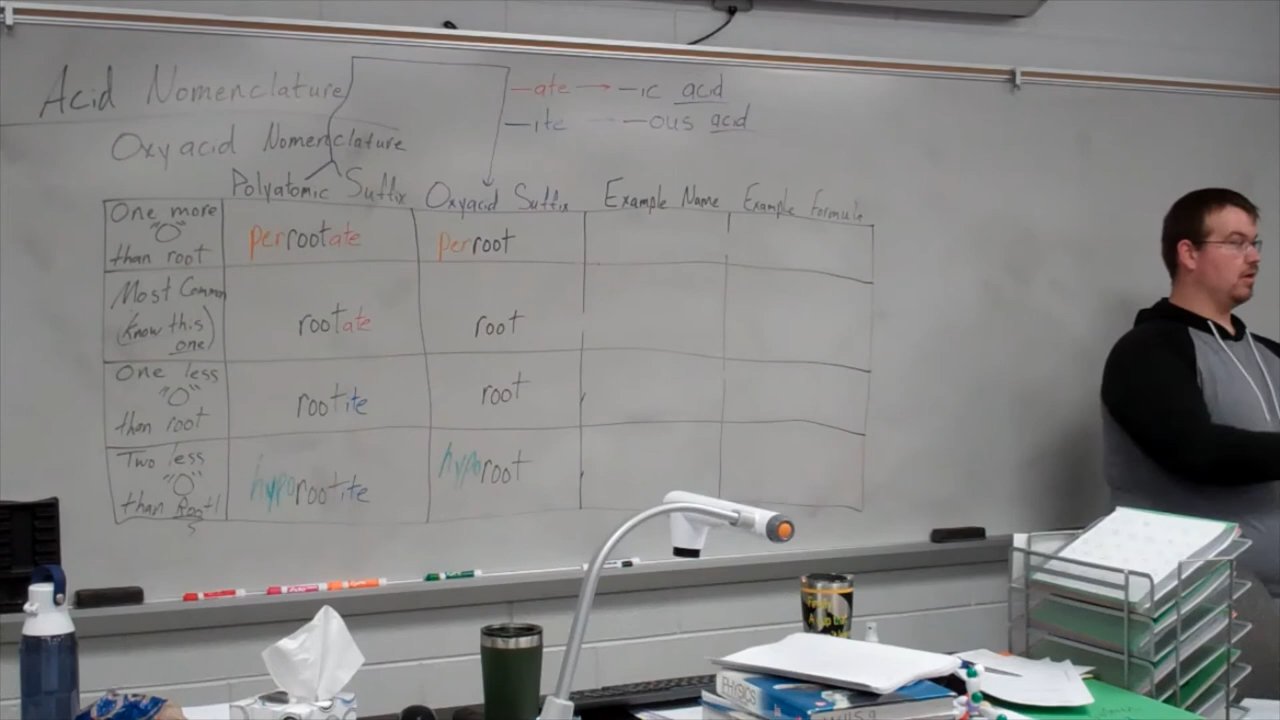 Acid Nomenclature
—ate → —ic acid
—ite — —ous acid
Oxyacid Nomenclature
Polyatomic Suffix
Oxyacid Suffix
Example Name
Example Formula
One more
"O"
than root
perrootate
perroot
Most Common
(Know this
one)
rootate
root
One less
"O"
than root
rootite
root
Two less
"O"
than Root!
hyporootite
hyporoot
PHYSICS